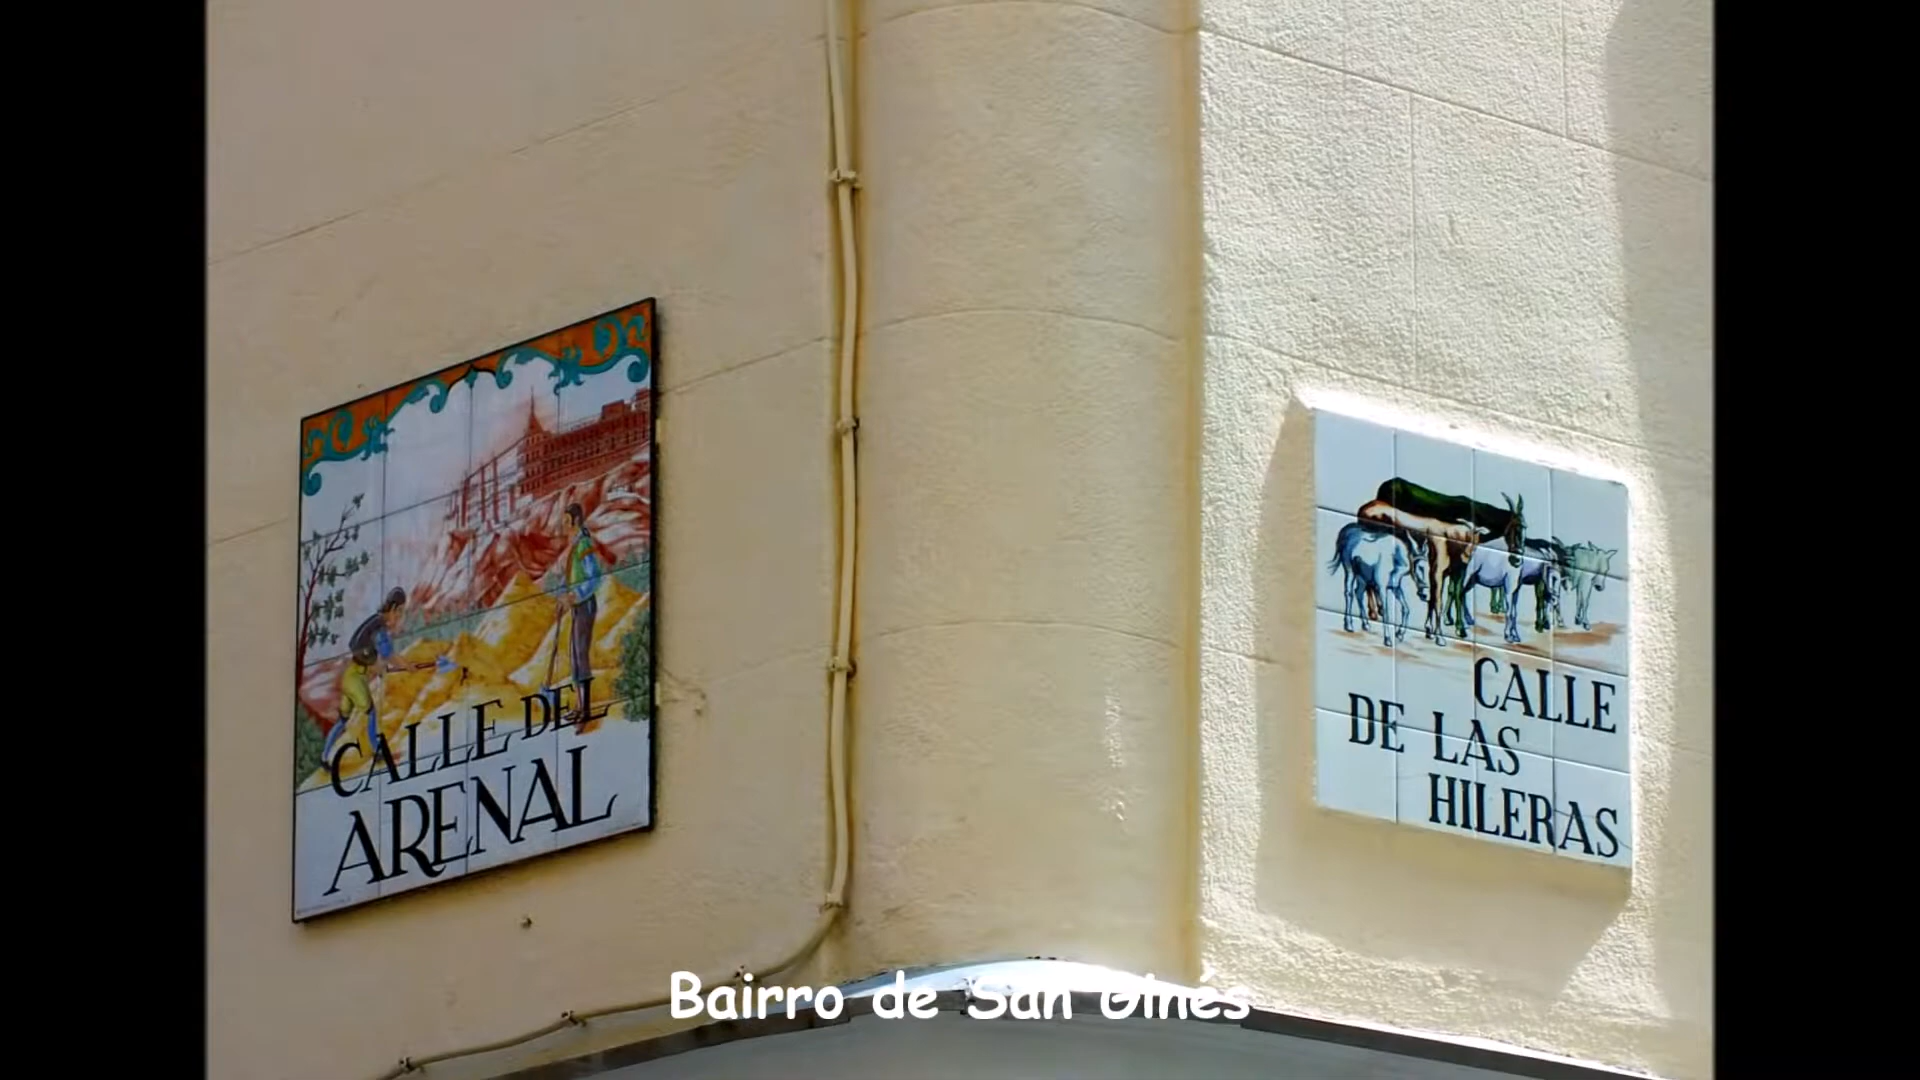 CALLE DEL
ARENAL
CALLE
DE LAS
HILERAS
Bairro de San Ginés